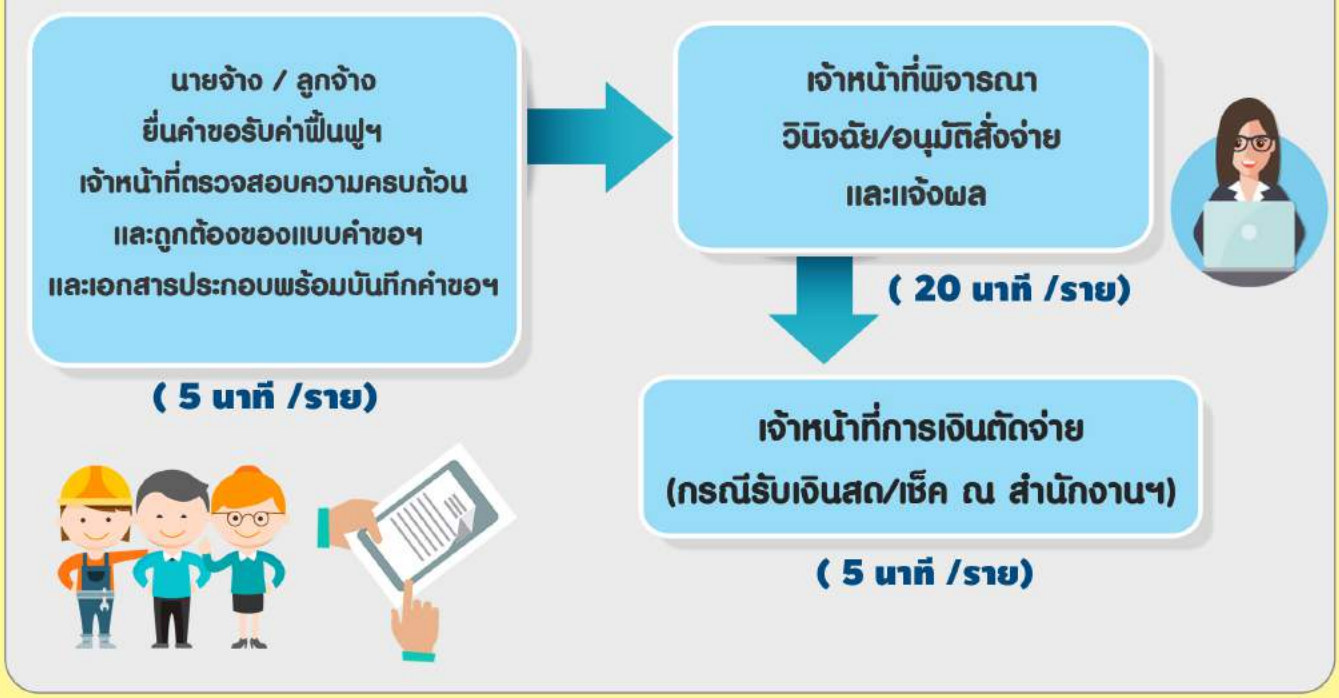 นายจ้าง / ลูกจ้าง
ยื่นคำขอรับค่าฟื้นฟูฯ
เจ้าหน้าที่ตรวจสอบความครบถ้วน
และถูกต้องของแบบคำขอฯ
และเอกสารประกอบพร้อมบันทึกคำขอฯ
( 5 นาที /ราย)
เจ้าหน้าที่พิจารณา
วินิจฉัย/อนุมัติสั่งจ่าย
และแจ้งผล
( 20 นาที /ราย)
เจ้าหน้าที่การเงินตัดจ่าย
(กรณีรับเงินสด/เช็ค ณ สำนักงานฯ)
( 5 นาที /ราย)